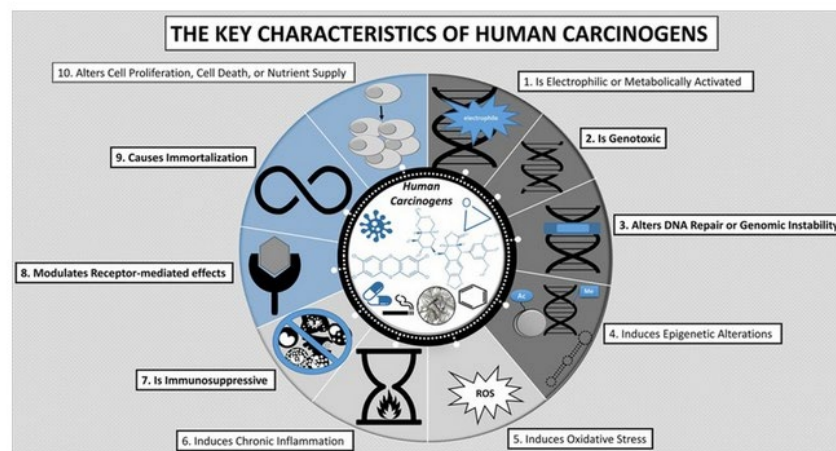 THE KEY CHARACTERISTICS OF HUMAN CARCINOGENS
10. Alters Cell Proliferation, Cell Death, or Nutrient Supply
1. Is Electrophilic or Metabolically Activated
electrophile
2. Is Genotoxic
9. Causes Immortalization
Human
Carcinogens
3. Alters DNA Repair or Genomic Instability
8. Modulates Receptor-mediated effects
Ac
Me
4. Induces Epigenetic Alterations
7. Is Immunosuppressive
ROS
6. Induces Chronic Inflammation
5. Induces Oxidative Stress